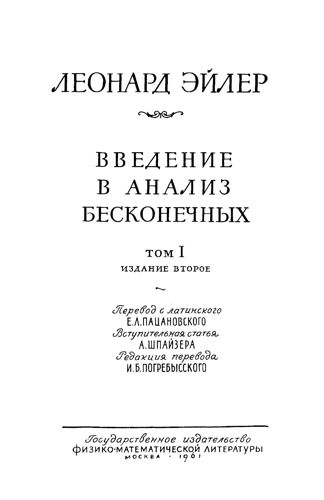 ЛЕОНАРД ЭЙЛЕР
ВВЕДЕНИЕ
В АНАЛИЗ
БЕСКОНЕЧНЫХ
ТОМ I
ИЗДАНИЕ ВТОРОЕ
Перевод с латинского
Е.Л.ПАЦАНОВСКОГО
Вступительная статья
А.ШПАЙЗЕРА
Редакция перевода
И.Б.ПОГРЕБЫССКОГО
Государственное издательство
ФИЗИКО-МАТЕМАТИЧЕСКОЙ ЛИТЕРАТУРЫ
МОСКВА · 1961